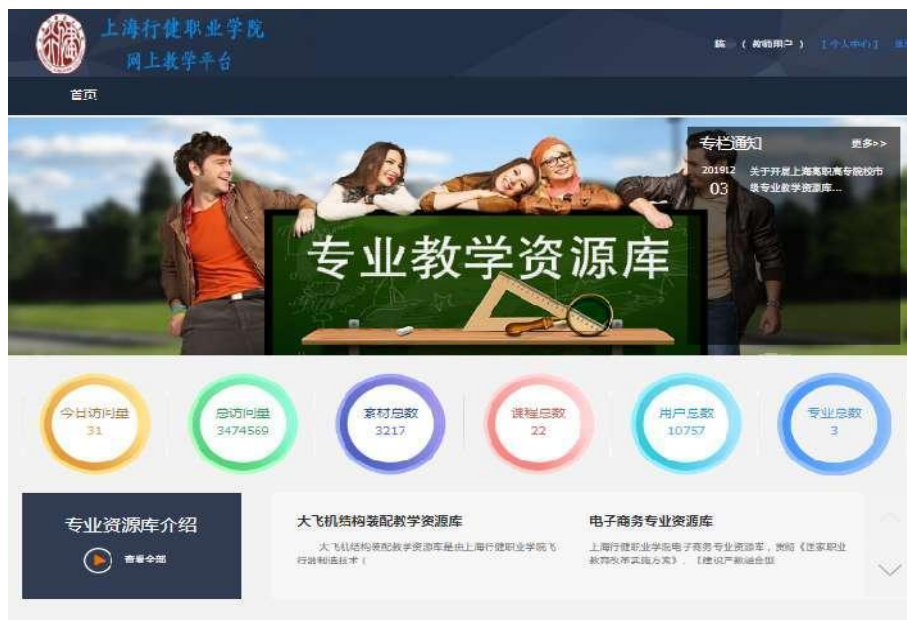 上海行健职业学院
网上教学平台
（ 教师用户 ） 【个人中心】
首页
专栏通知 更多>>
201912
03
关于开展上海高职高专院校市
级专业教学资源库...
专业教学资源库
今日访问量
31
总访问量
3474569
素材总数
3217
课程总数
22
用户总数
10757
专业总数
3
专业资源库介绍
查看全部
大飞机结构装配教学资源库
大飞机结构装配教学资源库是由上海行健职业学院飞
行器制造技术（
电子商务专业资源库
上海行健职业学院电子商务专业资源库，贯彻《国家职业
教育改革实施方案》、【建设产教融合型